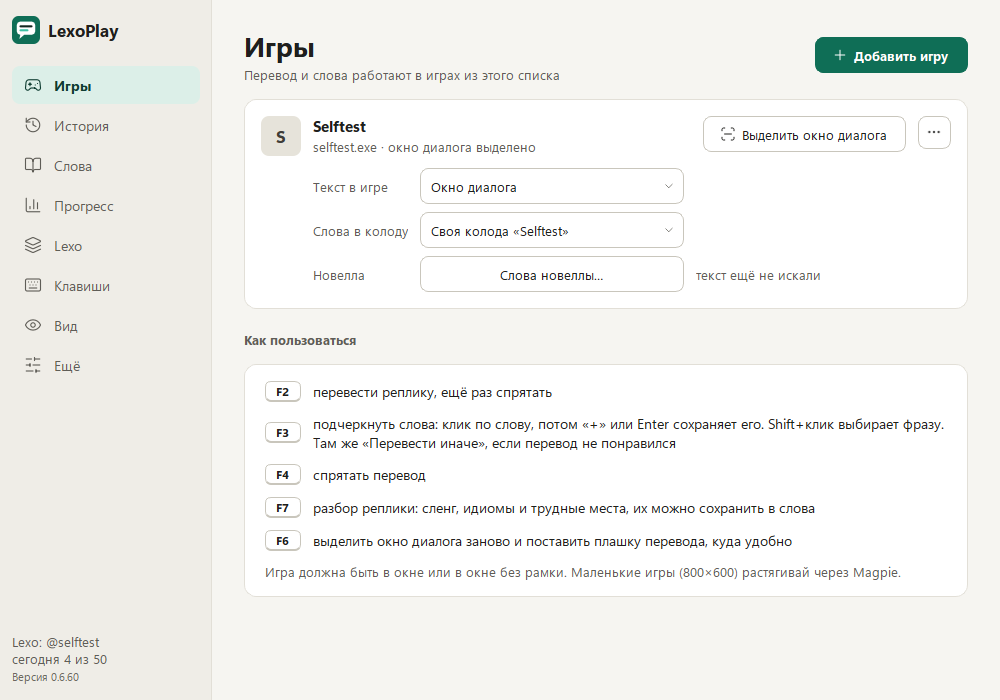 LexoPlay
Игры
История
Слова
Прогресс
Lexo
Клавиши
Вид
Ещё
Lexo: @selftest
сегодня 4 из 50
Версия 0.6.60
Игры
Перевод и слова работают в играх из этого списка
+ Добавить игру
S
Selftest
selftest.exe · окно диалога выделено
Выделить окно диалога
...
Текст в игре
Окно диалога
Слова в колоду
Своя колода «Selftest»
Новелла
Слова новеллы...
текст ещё не искали
Как пользоваться
F2 перевести реплику, ещё раз спрятать
F3 подчеркнуть слова: клик по слову, потом «+» или Enter сохраняет его. Shift+клик выбирает фразу.
Там же «Перевести иначе», если перевод не понравился
F4 спрятать перевод
F7 разбор реплики: сленг, идиомы и трудные места, их можно сохранить в слова
F6 выделить окно диалога заново и поставить плашку перевода, куда удобно
Игра должна быть в окне или в окне без рамки. Маленькие игры (800×600) растягивай через Magpie.